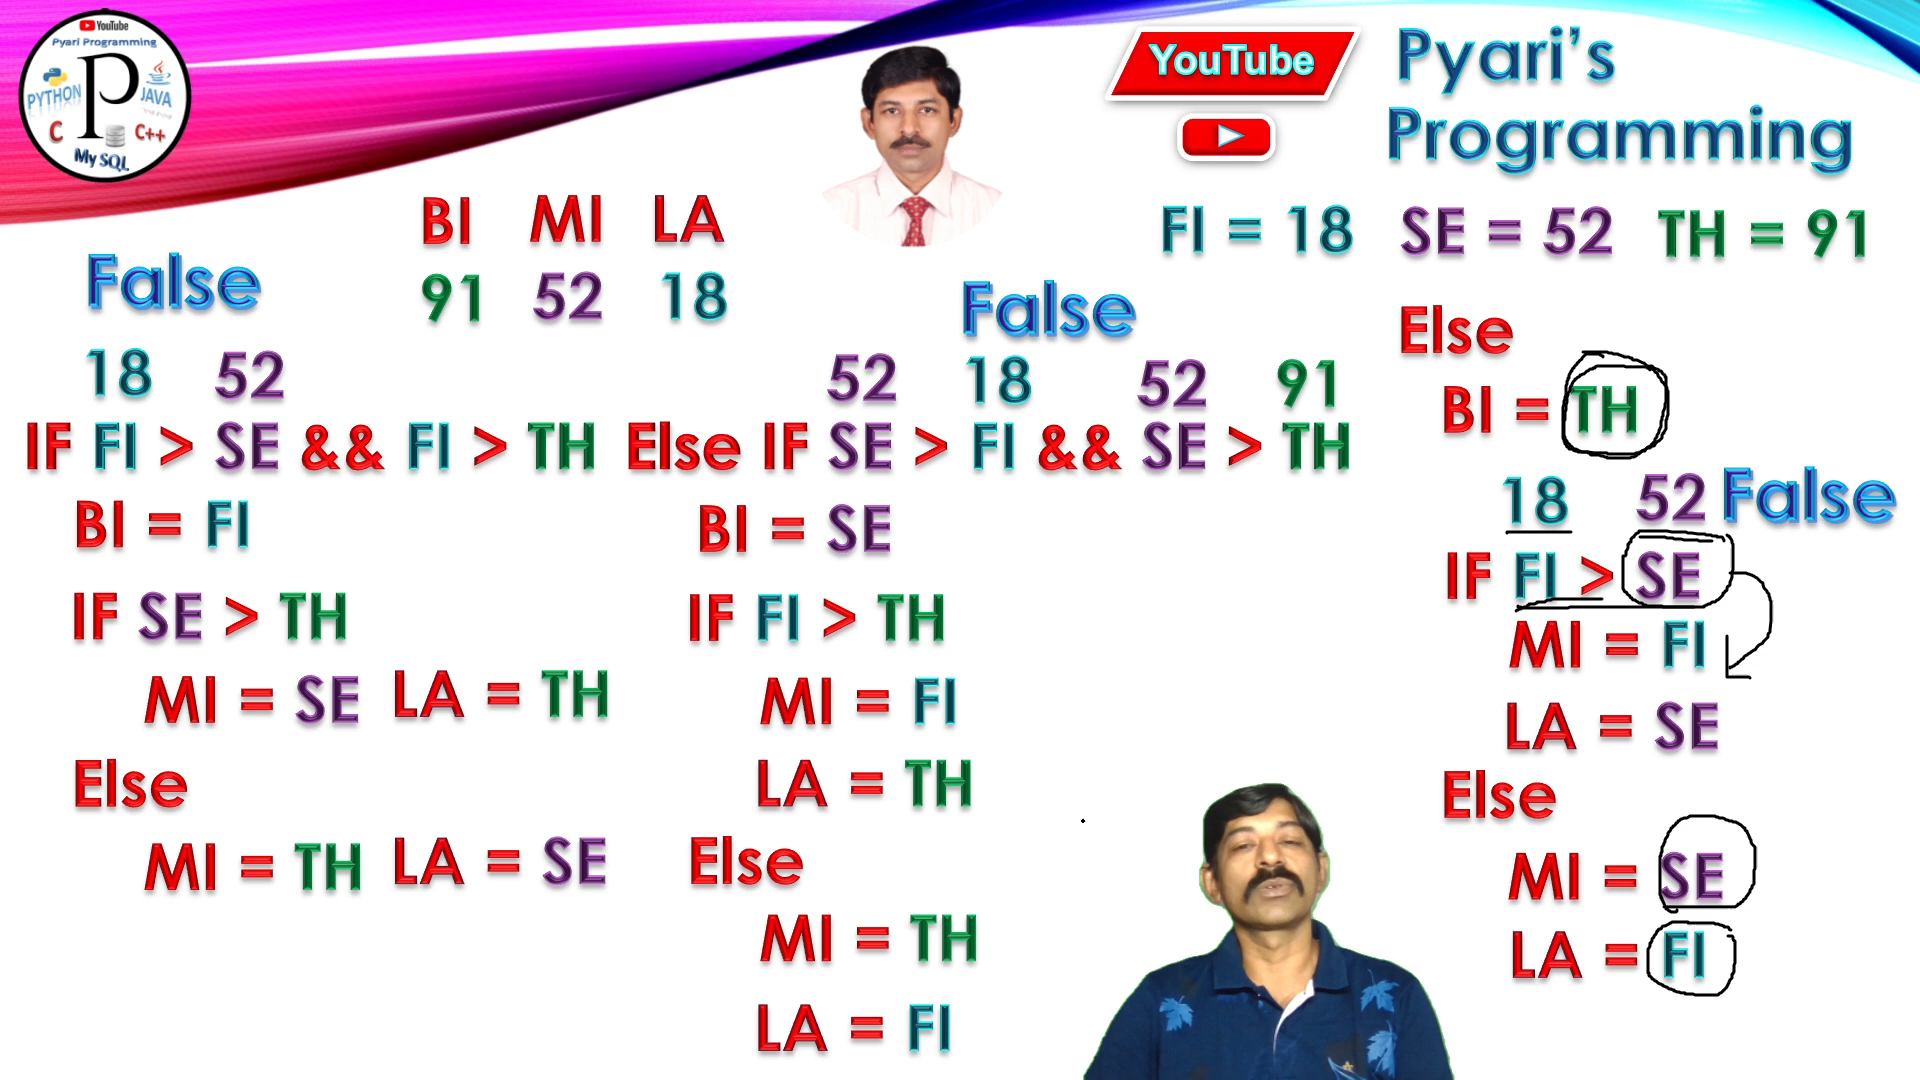 YouTube
Pyari Programming
PYTHON
JAVA
C
C++
My SQL
YouTube
Pyari's
Programming
FI = 18 SE = 52 TH = 91
BI MI LA
91 52 18
False
18 52
IF FI > SE && FI > TH
BI = FI
IF SE > TH
MI = SE LA = TH
Else
MI = TH LA = SE
False
52 18 52 91
Else IF SE > FI && SE > TH
BI = SE
IF FI > TH
MI = FI
LA = TH
Else
MI = TH
LA = FI
Else
BI = TH
18 52 False
IF FI > SE
MI = FI
LA = SE
Else
MI = SE
LA = FI